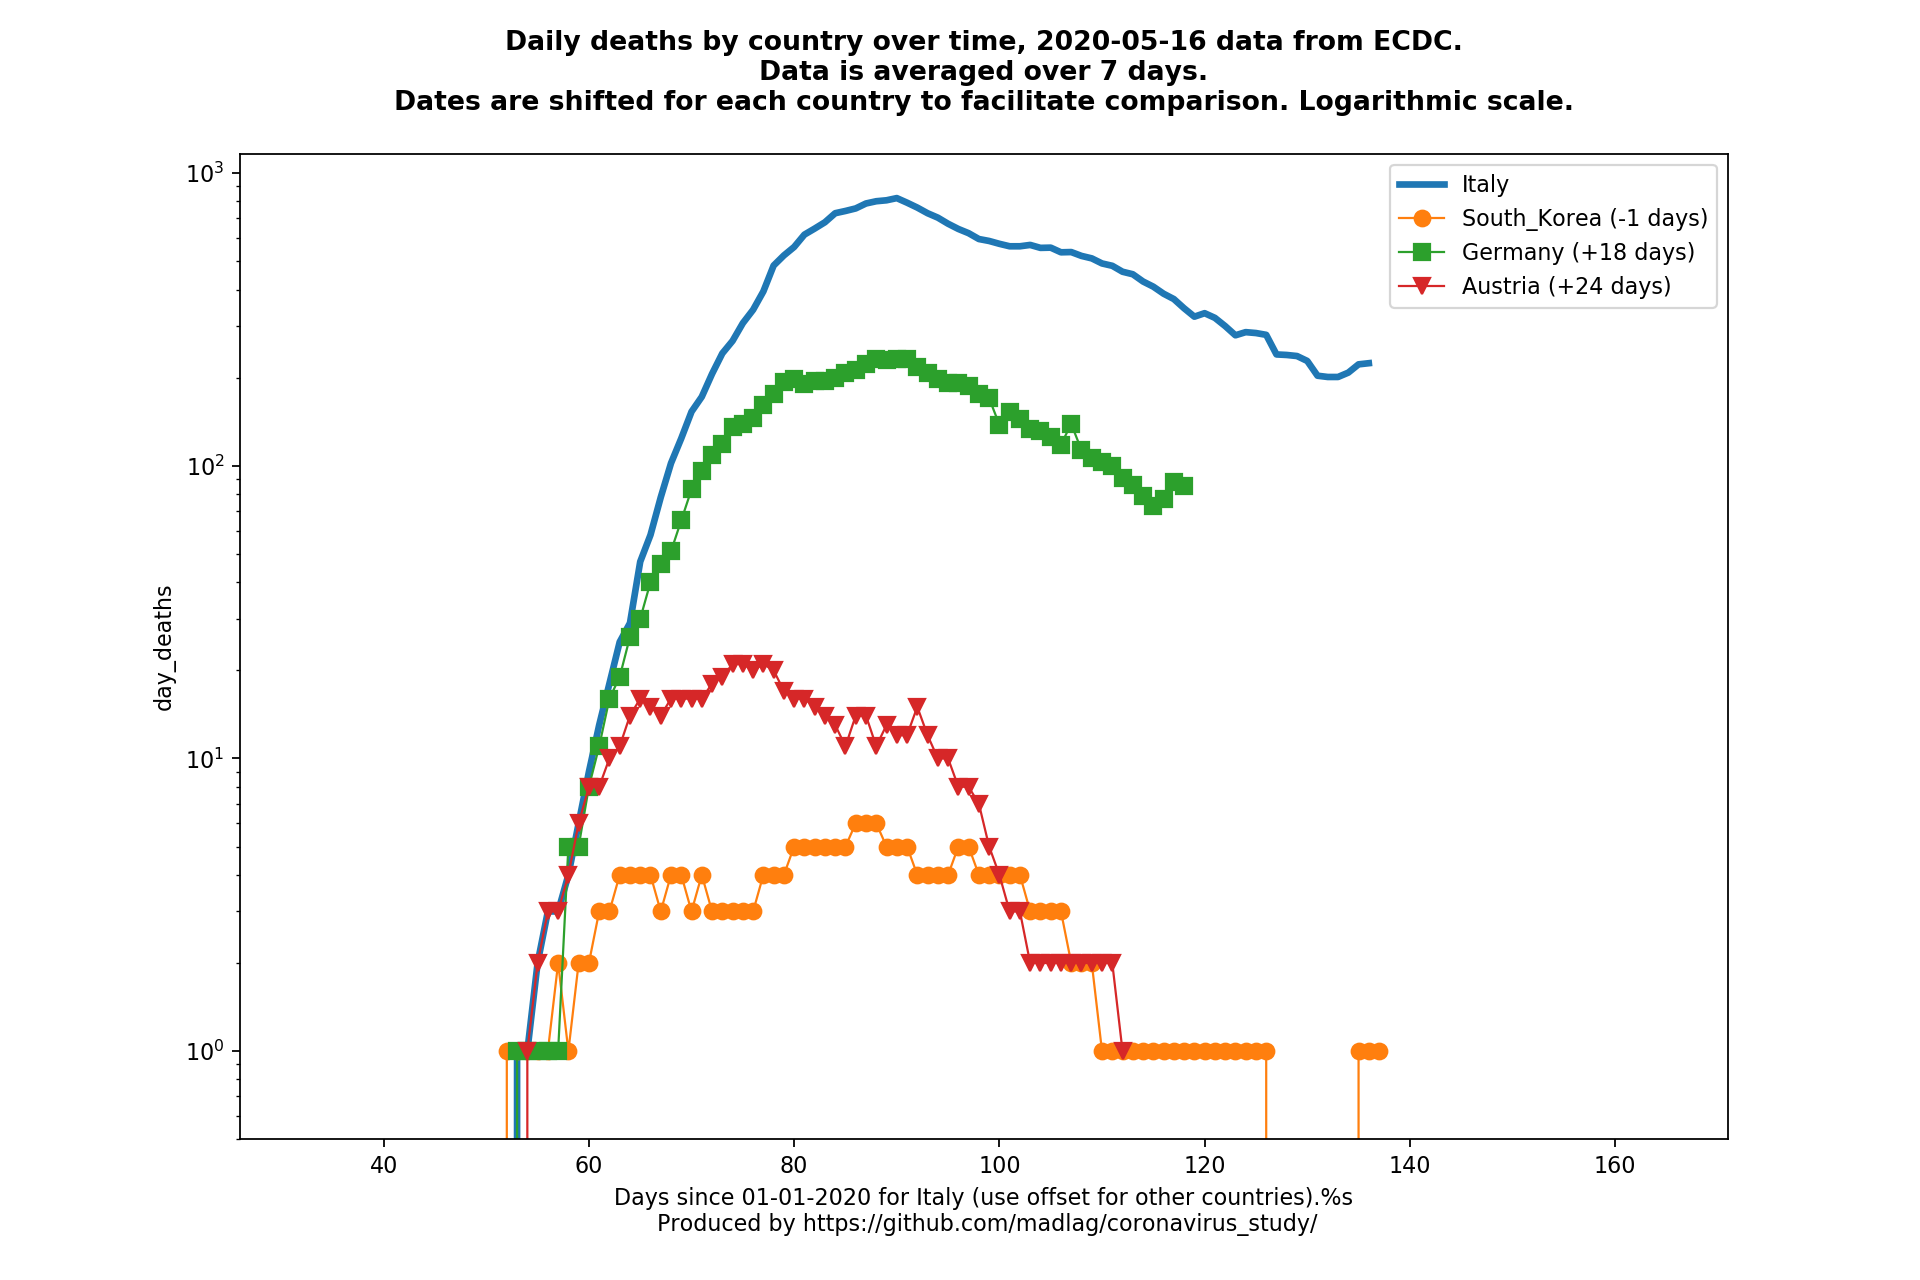 Daily deaths by country over time, 2020-05-16 data from ECDC.
Data is averaged over 7 days.
Dates are shifted for each country to facilitate comparison. Logarithmic scale.
10³
10²
10¹
10⁰
day_deaths
Italy
South_Korea (-1 days)
Germany (+18 days)
Austria (+24 days)
40 60 80 100 120 140 160
Days since 01-01-2020 for Italy (use offset for other countries).%s
Produced by https://github.com/madlag/coronavirus_study/